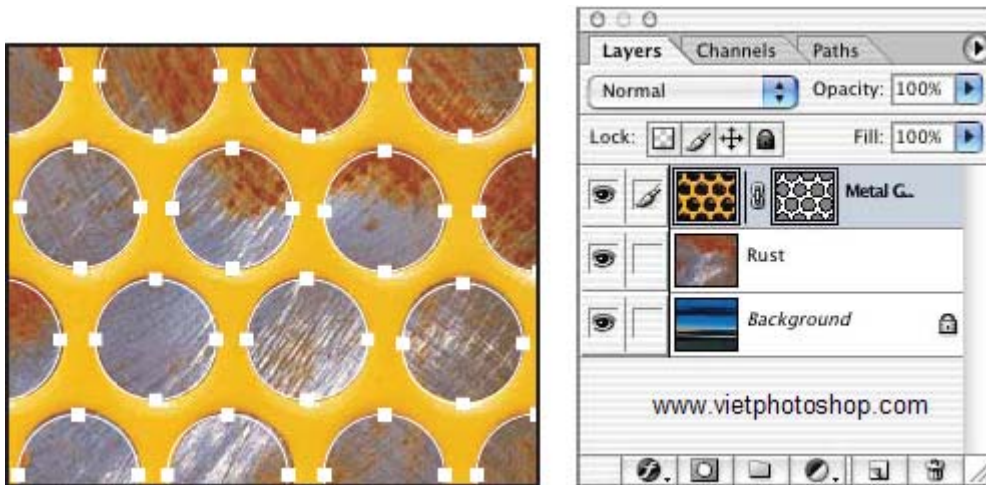 Layers Channels Paths
Normal Opacity: 100%
Lock: Fill: 100%
Metal G...
Rust
Background
www.vietphotoshop.com